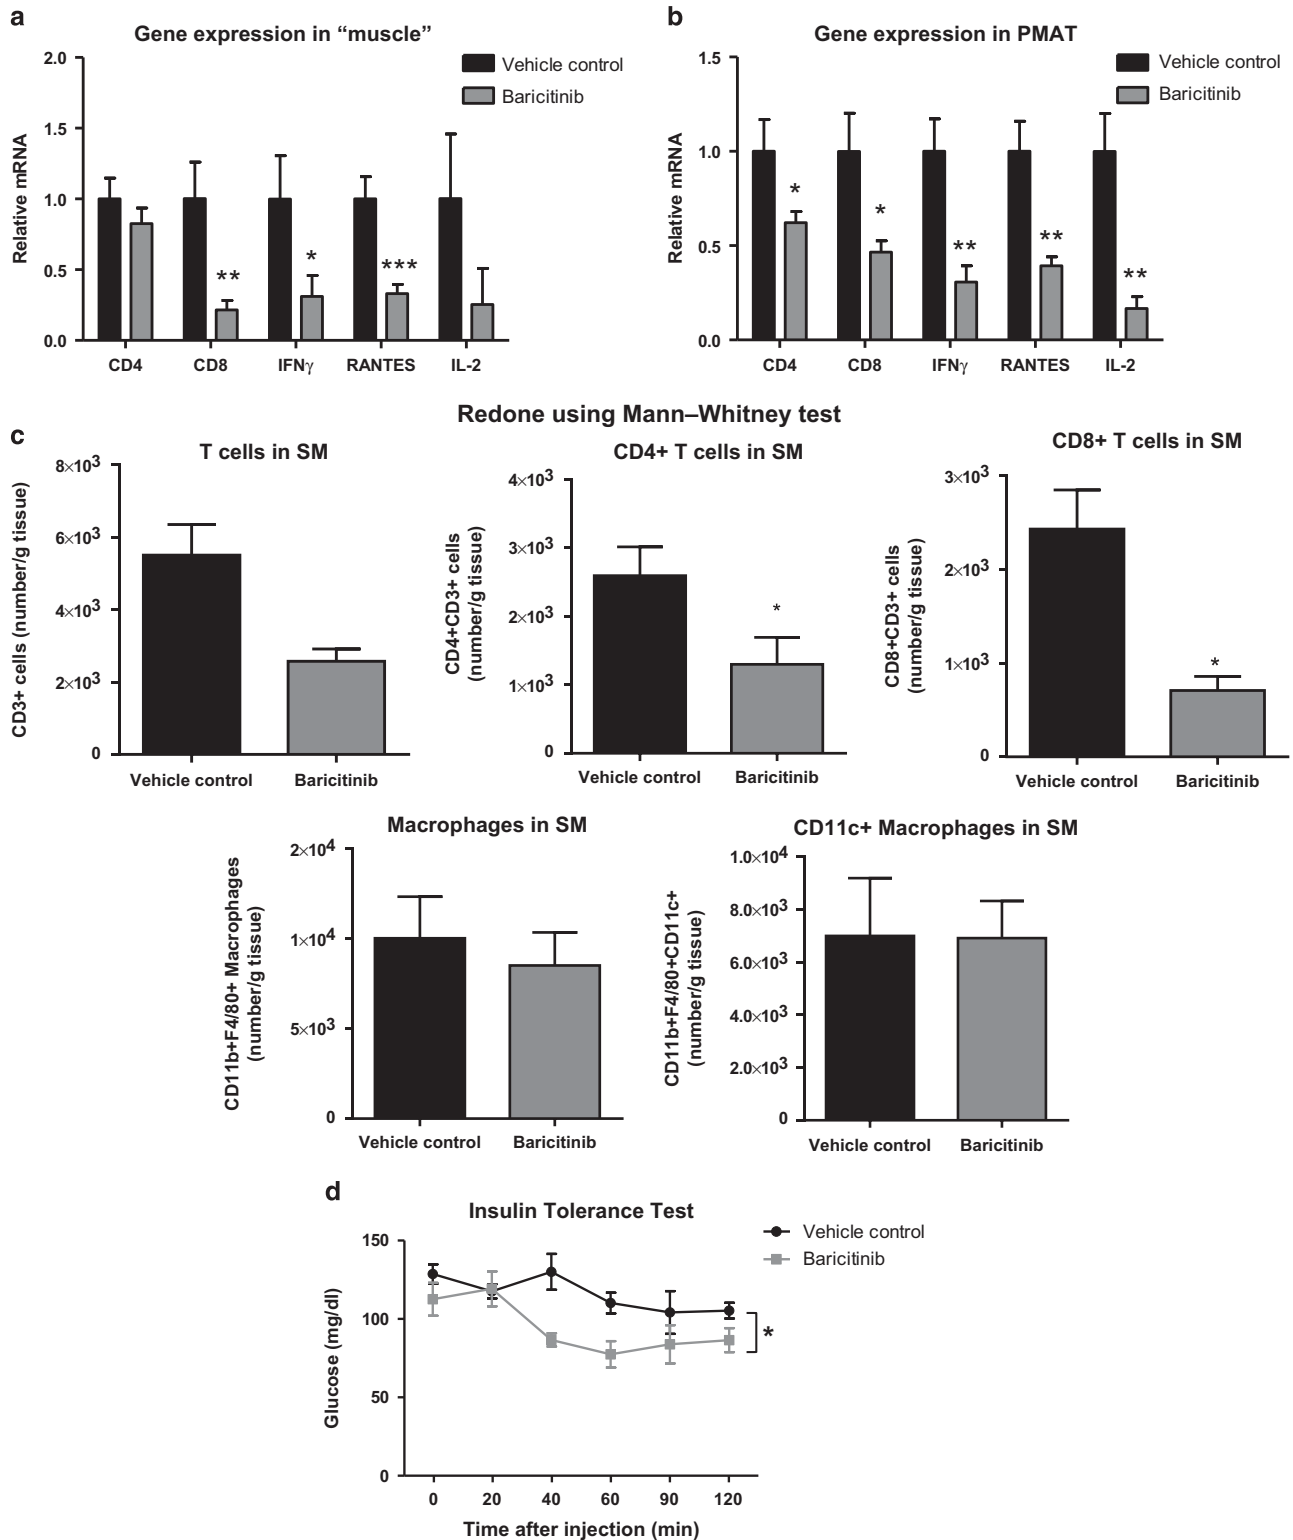 a
Gene expression in “muscle”
2.0
1.5
1.0
0.5
0.0
Relative mRNA
Vehicle control
Baricitinib
**
*
***
CD4 CD8 IFNγ RANTES IL-2
b
Gene expression in PMAT
1.5
1.0
0.5
0.0
Relative mRNA
Vehicle control
Baricitinib
*
*
**
**
**
CD4 CD8 IFNγ RANTES IL-2
Redone using Mann–Whitney test
c
T cells in SM
8×10³
6×10³
4×10³
2×10³
0
CD3+ cells (number/g tissue)
Vehicle control Baricitinib
CD4+ T cells in SM
4×10³
3×10³
2×10³
1×10³
0
CD4+CD3+ cells
(number/g tissue)
*
Vehicle control Baricitinib
CD8+ T cells in SM
3×10³
2×10³
1×10³
0
CD8+CD3+ cells
(number/g tissue)
*
Vehicle control Baricitinib
Macrophages in SM
2×10⁴
1×10⁴
5×10³
0
CD11b+F4/80+ Macrophages
(number/g tissue)
Vehicle control Baricitinib
CD11c+ Macrophages in SM
1.0×10⁴
8.0×10³
6.0×10³
4.0×10³
2.0×10³
0
CD11b+F4/80+CD11c+
(number/g tissue)
Vehicle control Baricitinib
d
Insulin Tolerance Test
150
100
50
0
Glucose (mg/dl)
Vehicle control
Baricitinib
*
0 20 40 60 90 120
Time after injection (min)